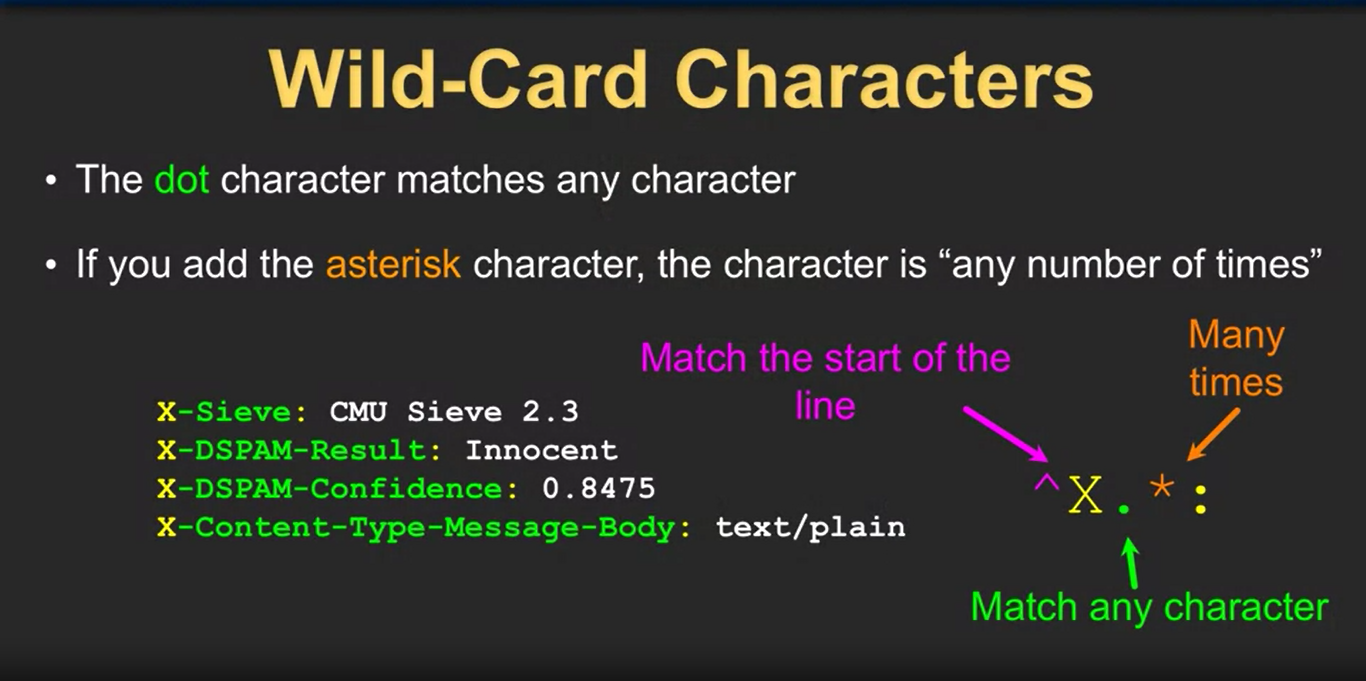 Wild-Card Characters
• The dot character matches any character
• If you add the asterisk character, the character is “any number of times”
Match the start of the
line
Many
times
X-Sieve: CMU Sieve 2.3
X-DSPAM-Result: Innocent
X-DSPAM-Confidence: 0.8475
X-Content-Type-Message-Body: text/plain
^X.*:
Match any character